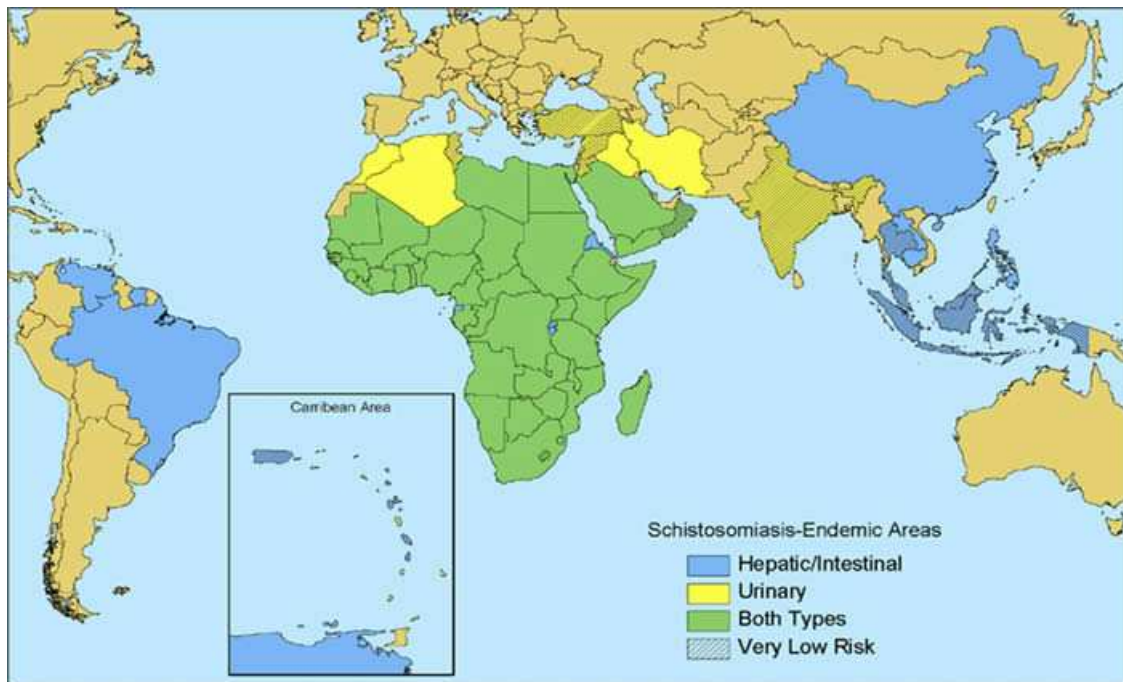 Carribean Area
Schistosomiasis-Endemic Areas
Hepatic/Intestinal
Urinary
Both Types
Very Low Risk